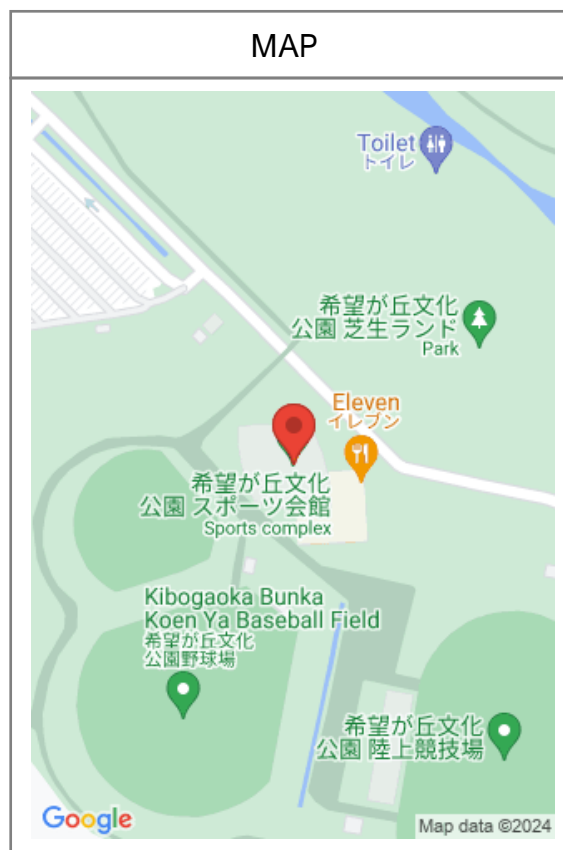 MAP
Toilet
トイレ
希望が丘文化
公園 芝生ランド
Park
Eleven
イレブン
希望が丘文化
公園 スポーツ会館
Sports complex
Kibogaoka Bunka
Koen Ya Baseball Field
希望が丘文化
公園野球場
希望が丘文化
公園 陸上競技場
Google
Map data ©2024